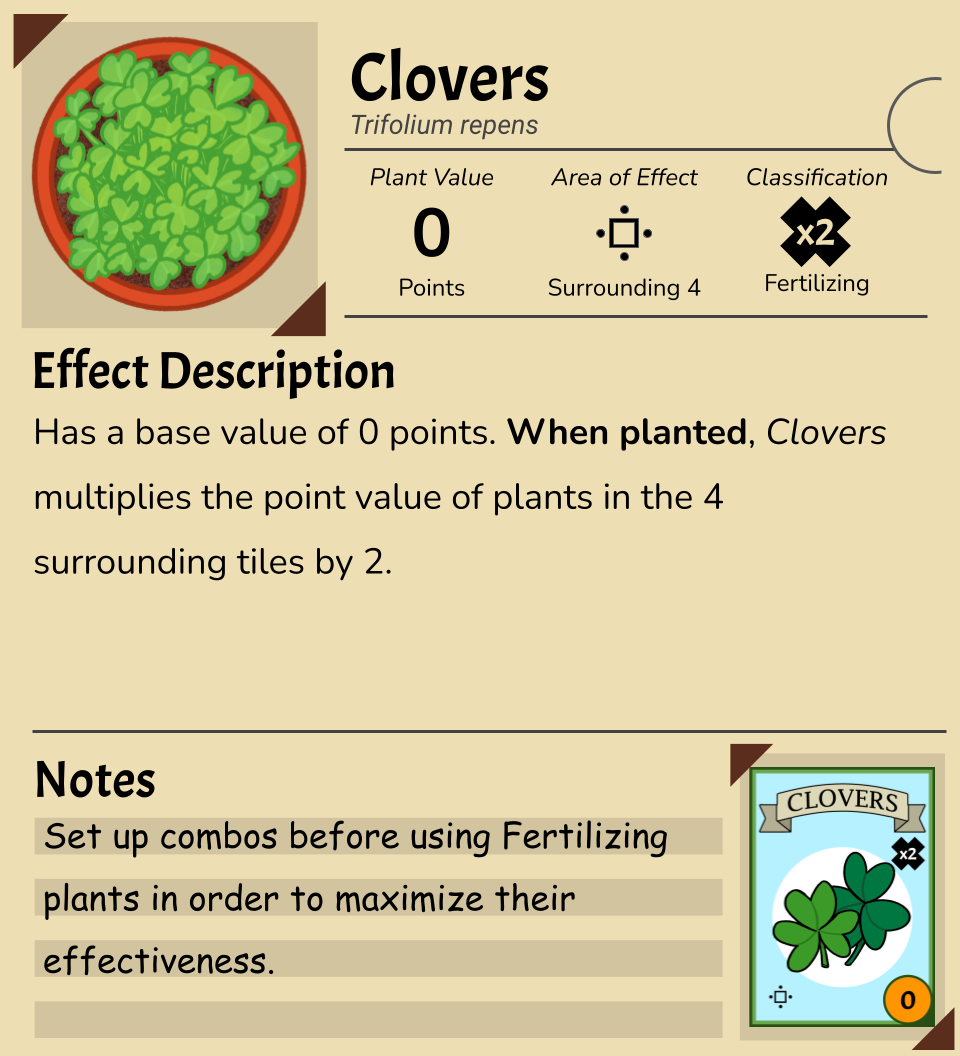 Clovers
Trifolium repens
Plant Value
Area of Effect
Classification
0
x2
Points
Surrounding 4
Fertilizing
Effect Description
Has a base value of 0 points. When planted, Clovers
multiplies the point value of plants in the 4
surrounding tiles by 2.
Notes
Set up combos before using Fertilizing
plants in order to maximize their
effectiveness.
CLOVERS
x2
0